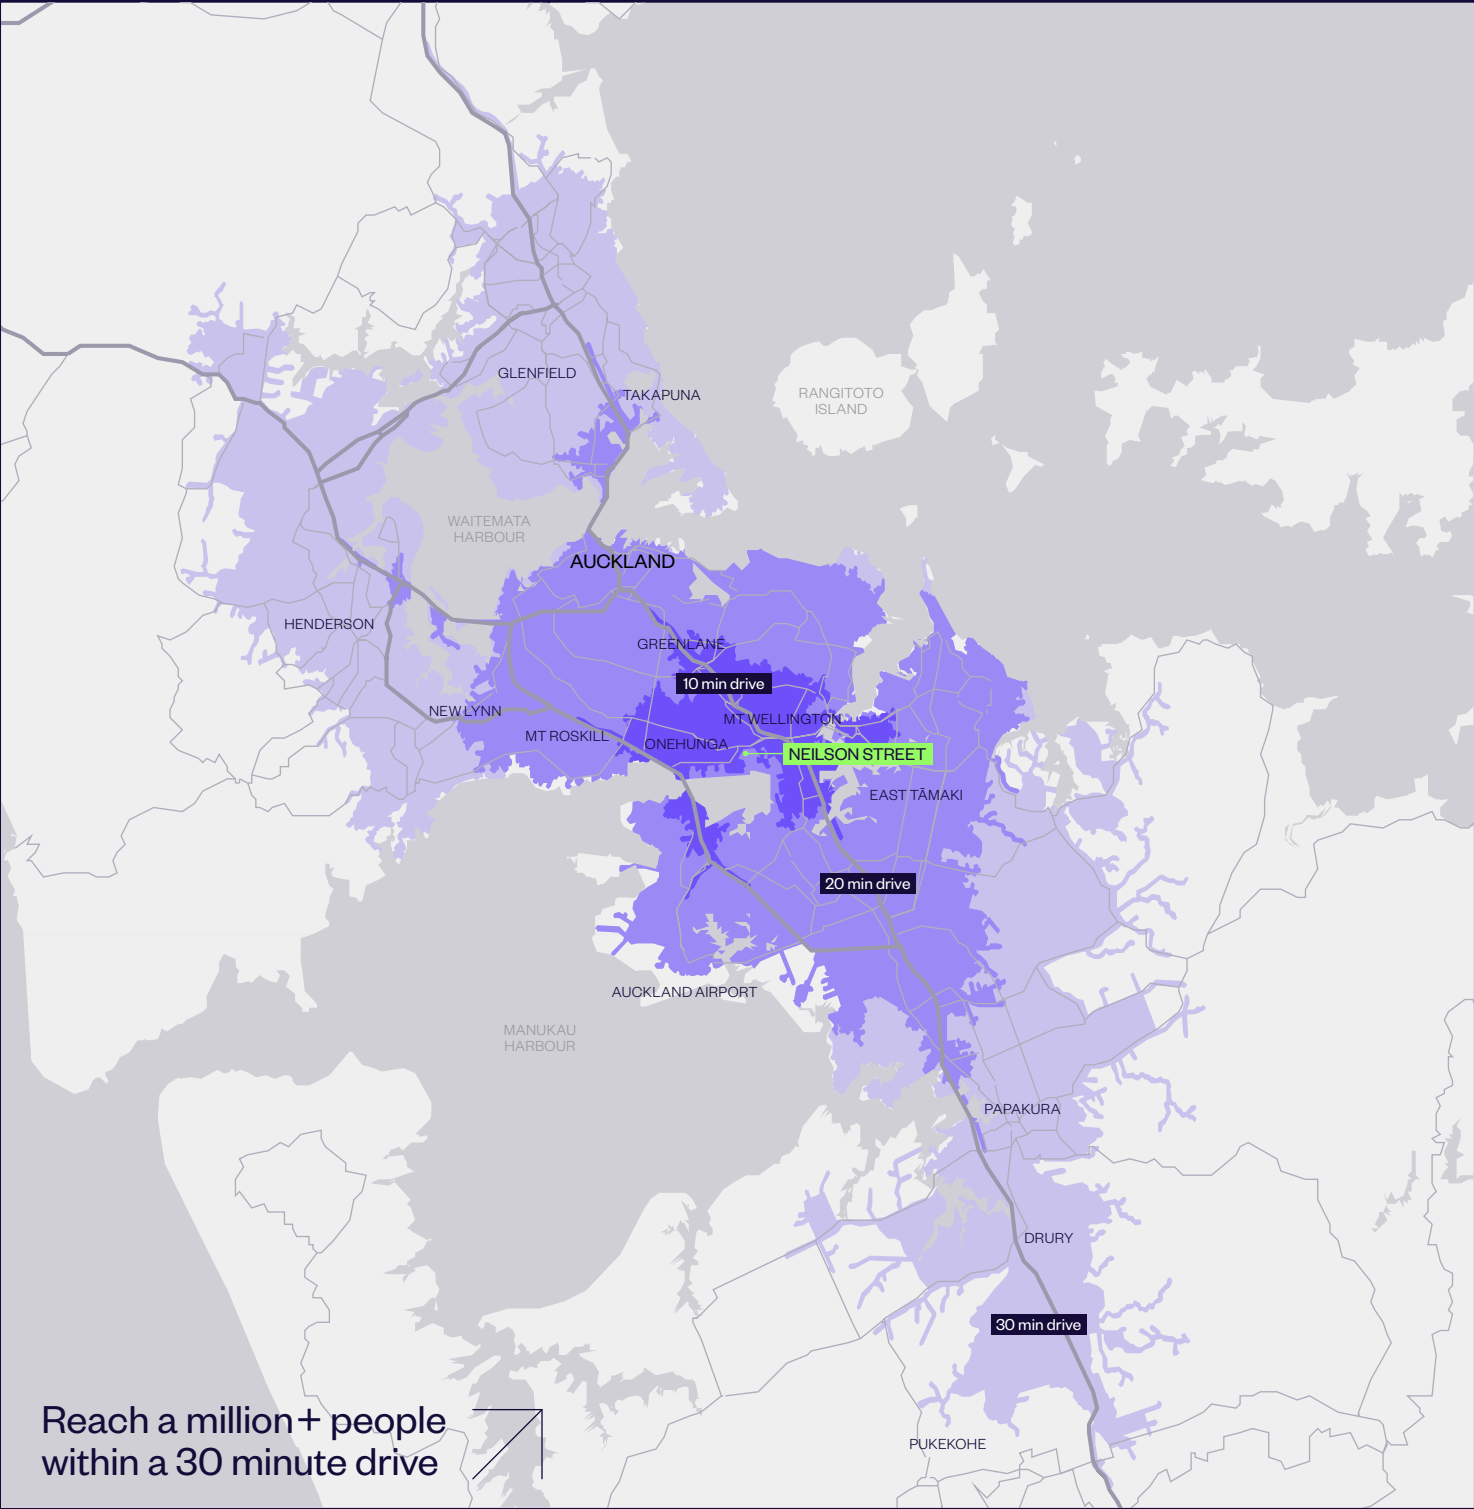 GLENFIELD
TAKAPUNA
RANGITOTO
ISLAND
WAITEMATA
HARBOUR
AUCKLAND
HENDERSON
GREENLANE
10 min drive
NEW LYNN
MT WELLINGTON
MT ROSKILL
ONEHUNGA
NEILSON STREET
EAST TĀMAKI
20 min drive
AUCKLAND AIRPORT
MANUKAU
HARBOUR
PAPAKURA
DRURY
30 min drive
Reach a million+ people
within a 30 minute drive
PUKEKOHE